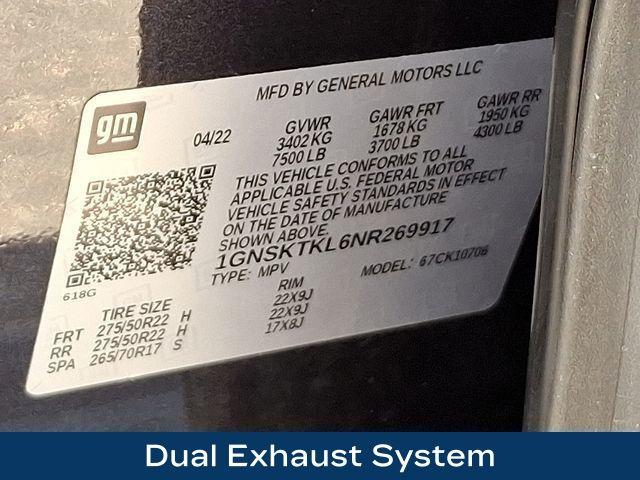 MFD BY GENERAL MOTORS LLC
gm
04/22
GVWR GAWR FRT GAWR RR
3402 KG 1678 KG 1950 KG
7500 LB 3700 LB 4300 LB
THIS VEHICLE CONFORMS TO ALL
APPLICABLE U.S. FEDERAL MOTOR
VEHICLE SAFETY STANDARDS IN EFFECT
ON THE DATE OF MANUFACTURE
SHOWN ABOVE.
1GNSKTKL6NR269917
618G
TYPE: MPV MODEL: 67CK10706
TIRE SIZE RIM
FRT 275/50R22 H 22X9J
RR 275/50R22 H 22X9J
SPA 265/70R17 S 17X8J
Dual Exhaust System